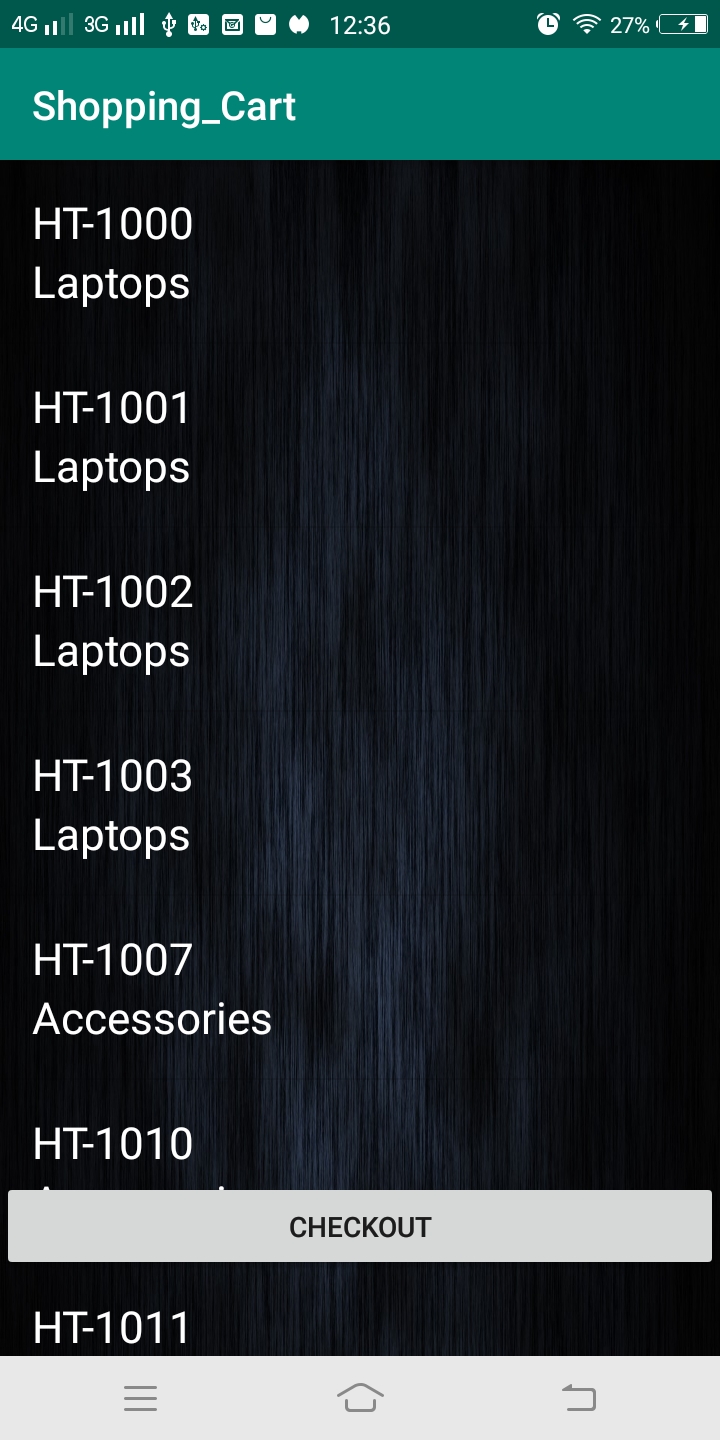 4G 3G 12:36 27%
Shopping_Cart
HT-1000
Laptops
HT-1001
Laptops
HT-1002
Laptops
HT-1003
Laptops
HT-1007
Accessories
HT-1010
CHECKOUT
HT-1011